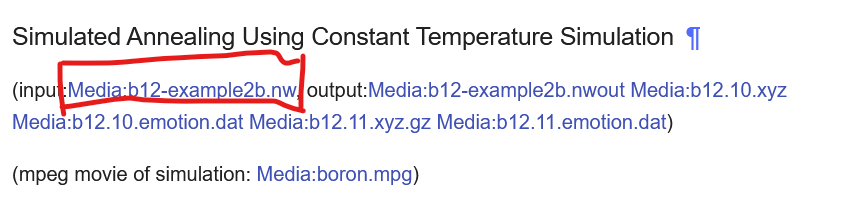 Simulated Annealing Using Constant Temperature Simulation ¶
(input:Media:b12-example2b.nw, output:Media:b12-example2b.nwout Media:b12.10.xyz
Media:b12.10.emotion.dat Media:b12.11.xyz.gz Media:b12.11.emotion.dat)
(mpeg movie of simulation: Media:boron.mpg)